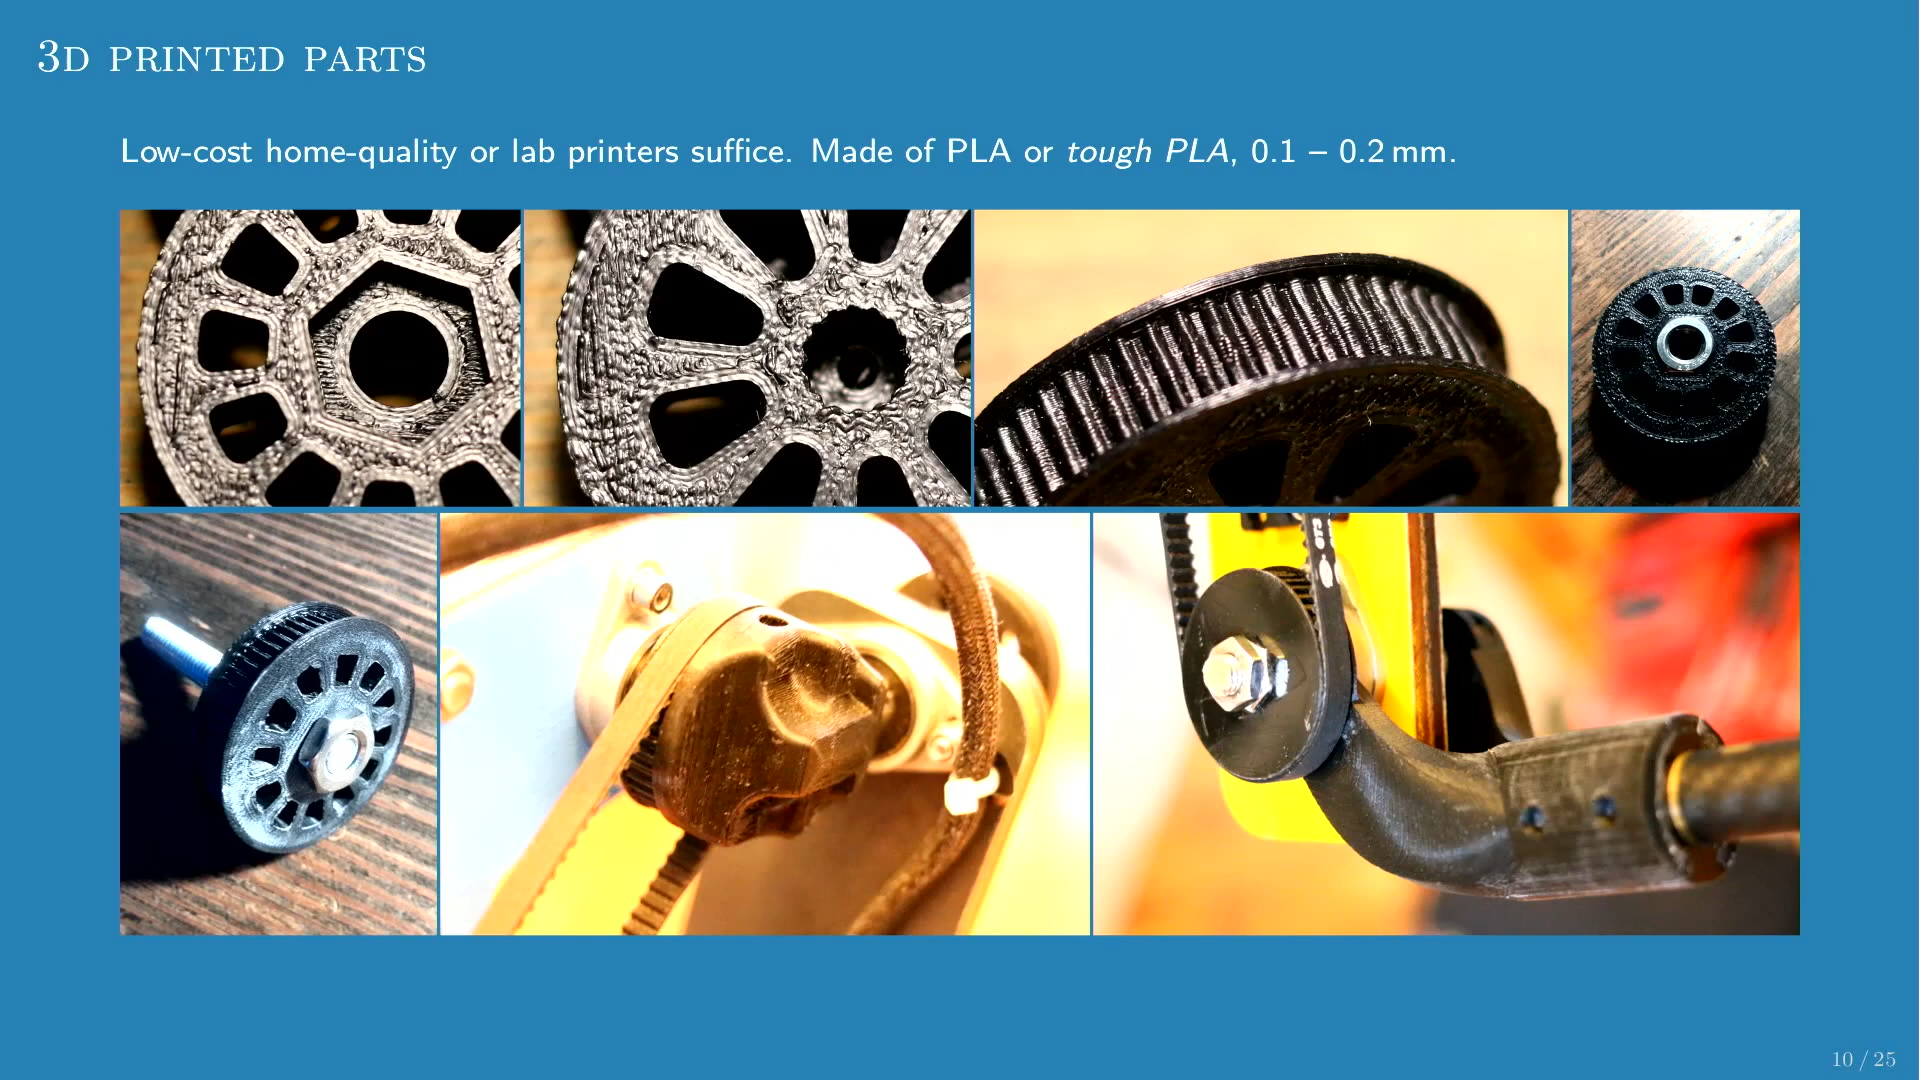 3D PRINTED PARTS
Low-cost home-quality or lab printers suffice. Made of PLA or tough PLA, 0.1 – 0.2 mm.
10 / 25